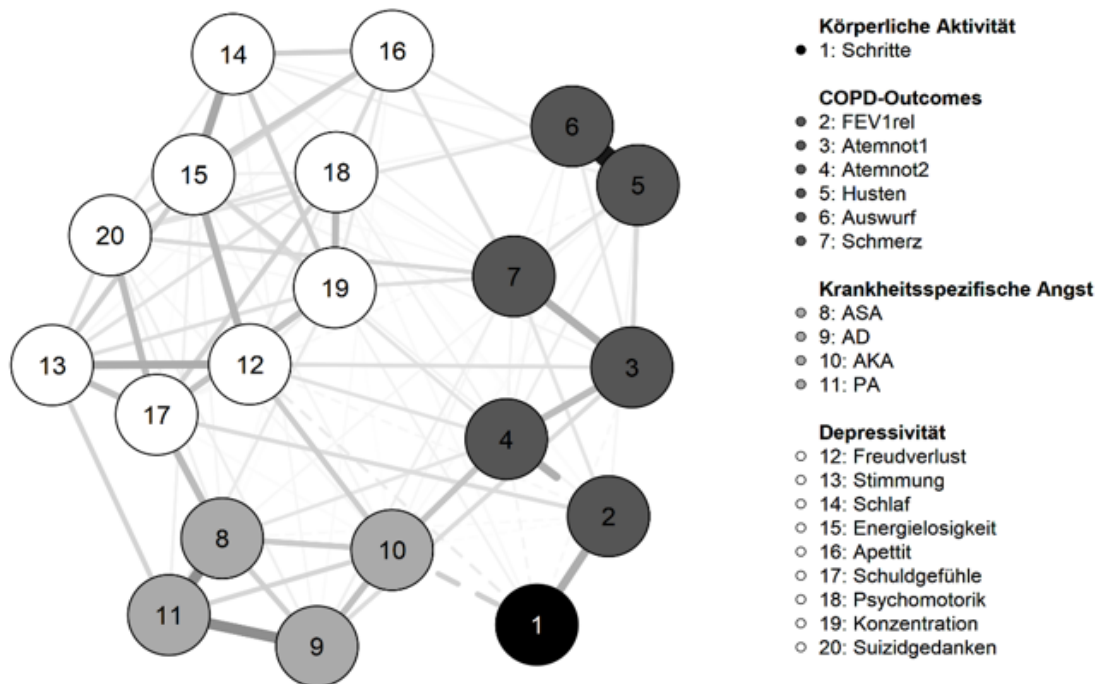 14
16
6
15
18
5
20
7
19
13
12
3
17
4
2
8
10
11
9
1
Körperliche Aktivität
1: Schritte
COPD-Outcomes
2: FEV1rel
3: Atemnot1
4: Atemnot2
5: Husten
6: Auswurf
7: Schmerz
Krankheitsspezifische Angst
8: ASA
9: AD
10: AKA
11: PA
Depressivität
12: Freudverlust
13: Stimmung
14: Schlaf
15: Energielosigkeit
16: Apettit
17: Schuldgefühle
18: Psychomotorik
19: Konzentration
20: Suizidgedanken